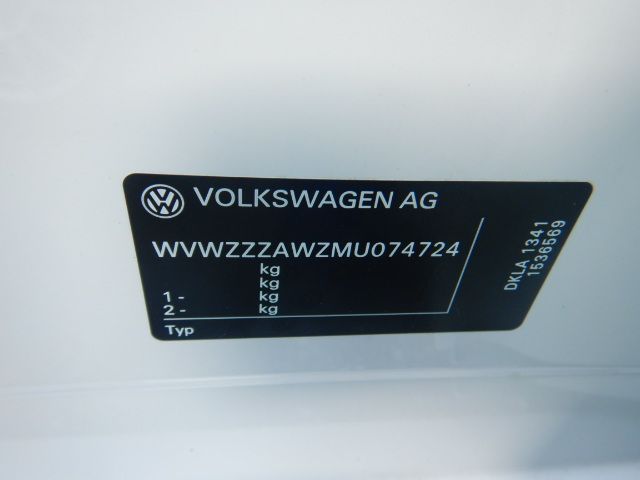 VOLKSWAGEN AG
WVWZZZAWZMU074724
kg
kg
1 - kg
2 - kg
Typ
DKLA 1341
1536569